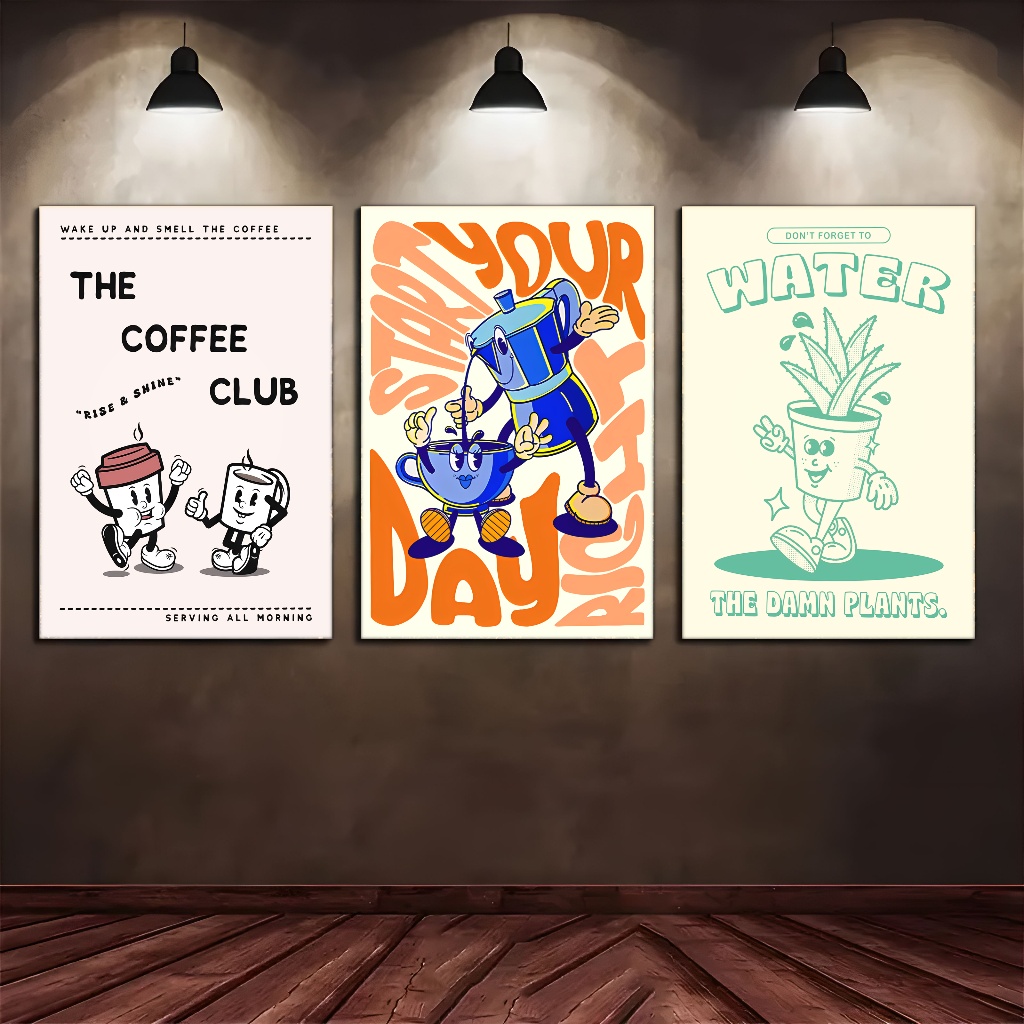 WAKE UP AND SMELL THE COFFEE
THE
COFFEE
CLUB
"RISE & SHINE"
SERVING ALL MORNING
START
YOUR
DAY
RIGHT
DON'T FORGET TO
WATER
THE DAMN PLANTS.